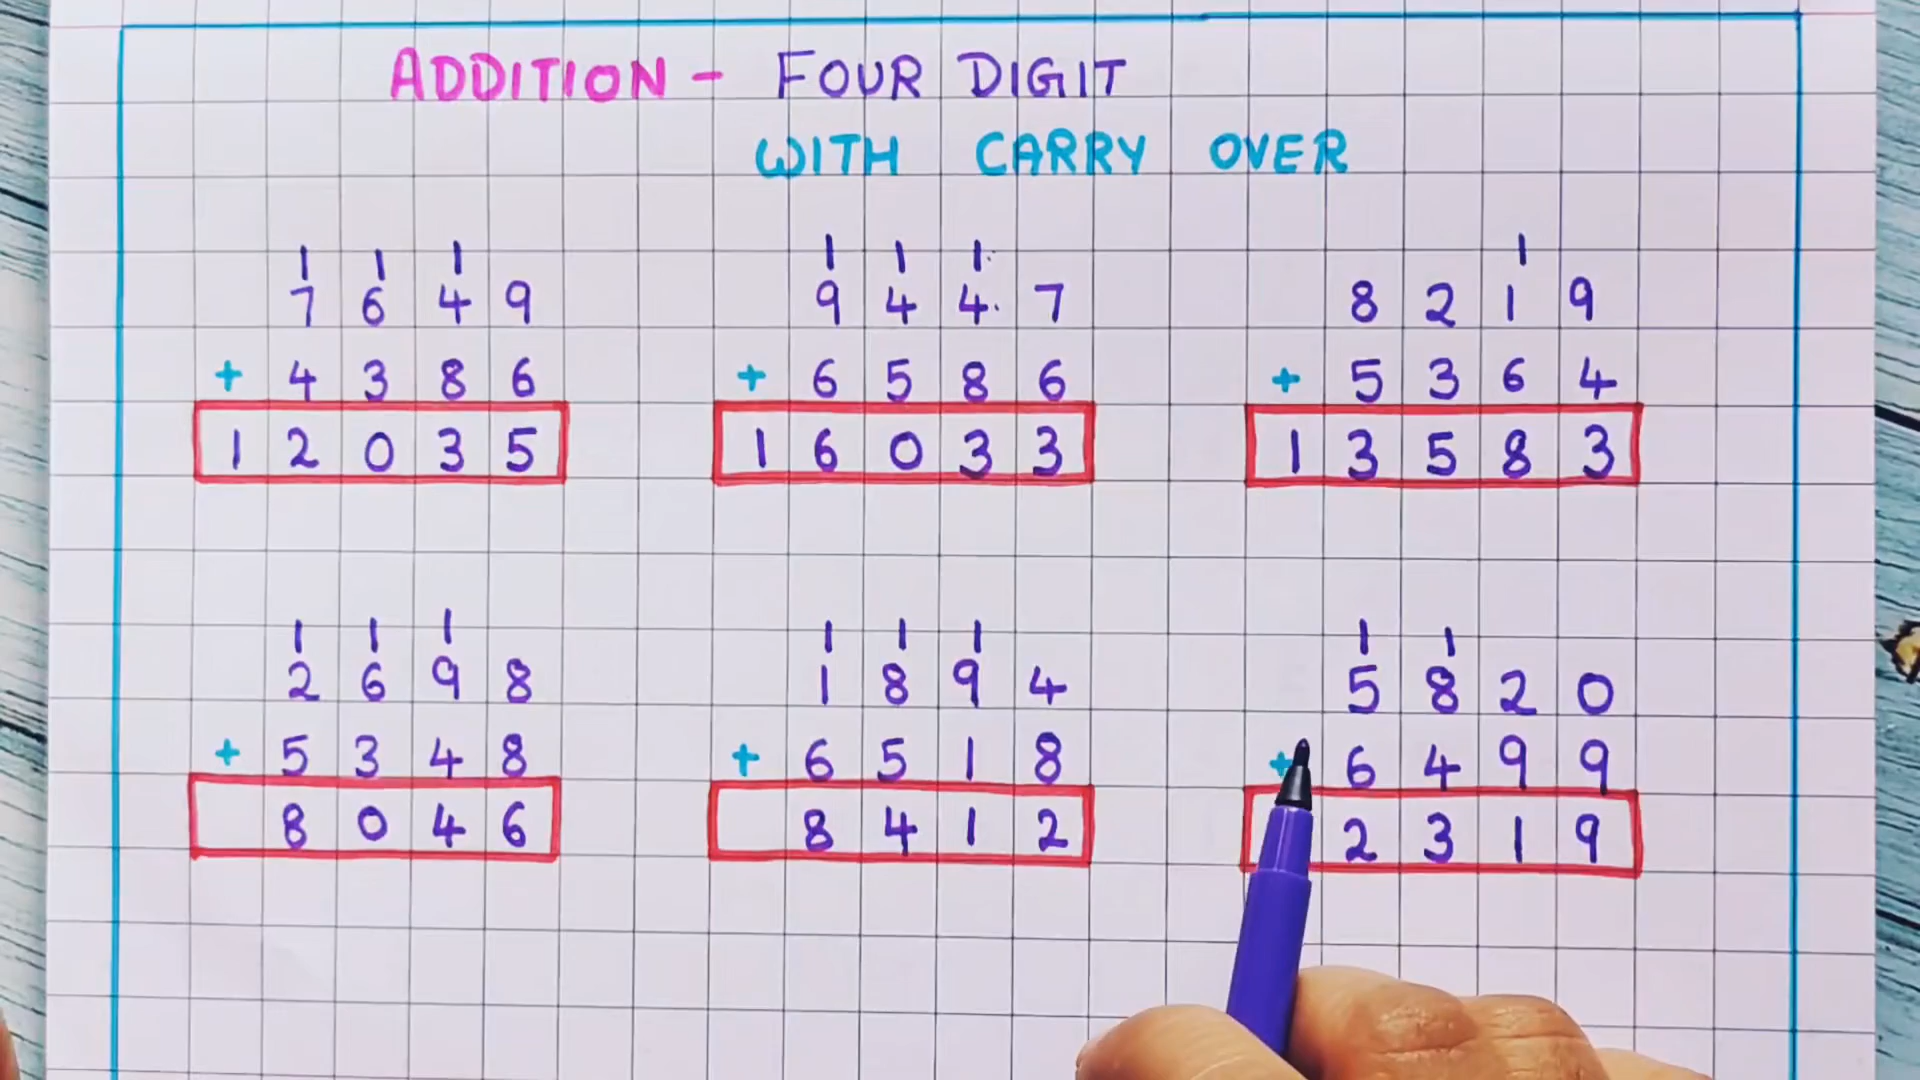 ADDITION - FOUR DIGIT
WITH CARRY OVER
1 1 1
7 6 4 9
+ 4 3 8 6
1 2 0 3 5
1 1 1
9 4 4 7
+ 6 5 8 6
1 6 0 3 3
1
8 2 1 9
+ 5 3 6 4
1 3 5 8 3
1 1 1
2 6 9 8
+ 5 3 4 8
8 0 4 6
1 1 1
1 8 9 4
+ 6 5 1 8
8 4 1 2
1 1
5 8 2 0
+ 6 4 9 9
2 3 1 9